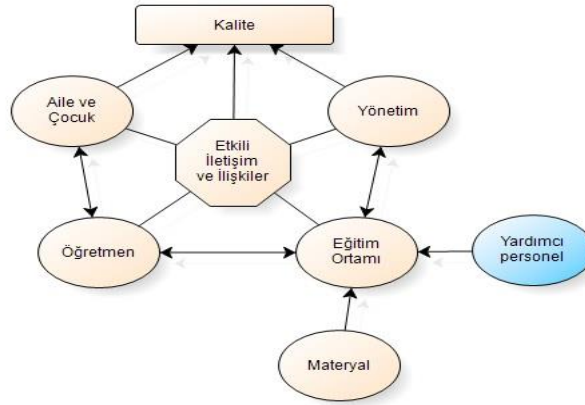 Kalite
Aile ve
Çocuk
Yönetim
Etkili
İletişim
ve İlişkiler
Öğretmen
Eğitim
Ortamı
Yardımcı
personel
Materyal